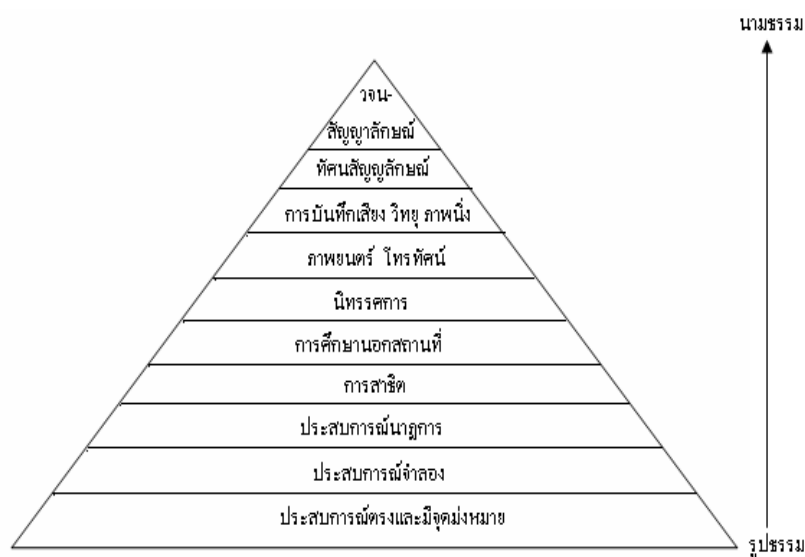 นามธรรม
วจน-
สัญญาลักษณ์
ทัศนสัญญลักษณ์
การบันทึกเสียง วิทยุ ภาพนิ่ง
ภาพยนตร์ โทรทัศน์
นิทรรศการ
การศึกษานอกสถานที่
การสาธิต
ประสบการณ์นาฏการ
ประสบการณ์จำลอง
ประสบการณ์ตรงและมีจุดมุ่งหมาย
รูปธรรม